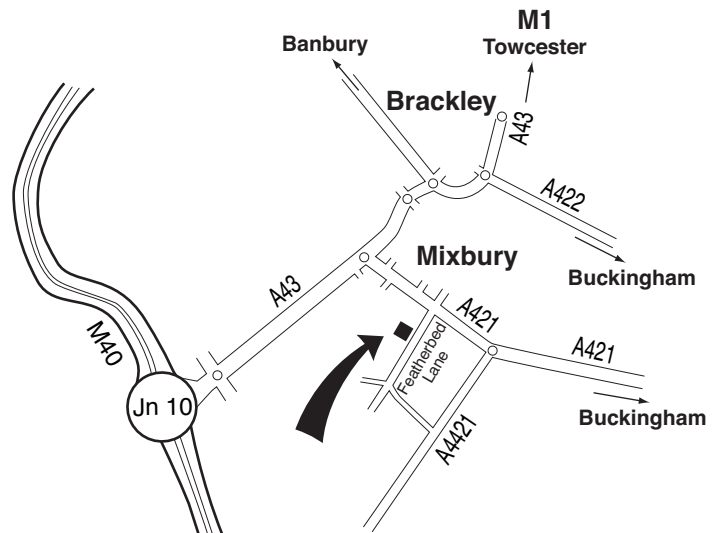 M1
Towcester
Banbury
Brackley
A43
A422
Buckingham
Mixbury
A43
A421
M40
Featherbed
Lane
A421
Buckingham
Jn 10
A4421